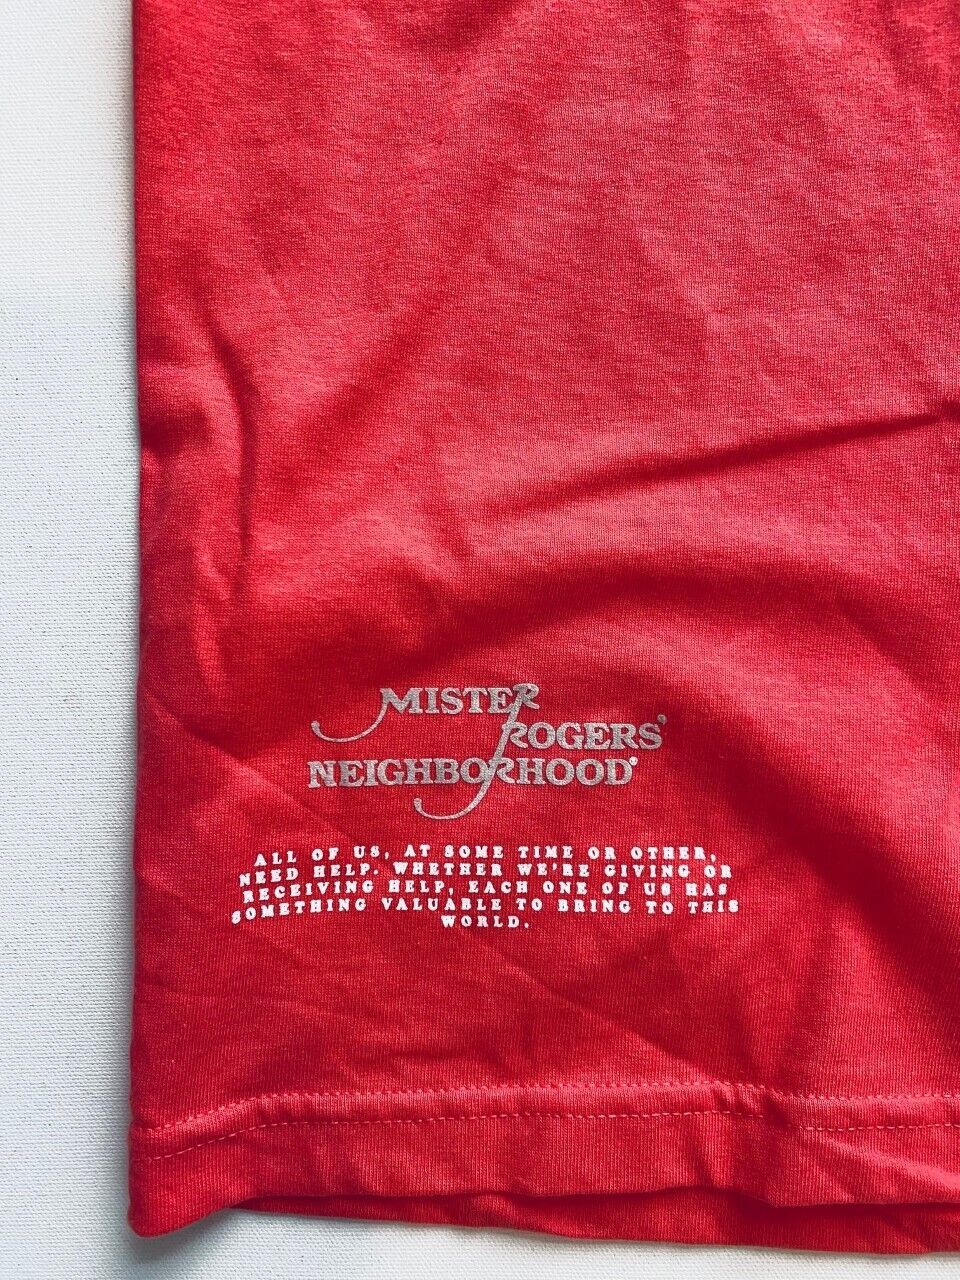 MISTER
ROGERS'
NEIGHBORHOOD®
ALL OF US, AT SOME TIME OR OTHER,
NEED HELP. WHETHER WE'RE GIVING OR
RECEIVING HELP, EACH ONE OF US HAS
SOMETHING VALUABLE TO BRING TO THIS
WORLD.